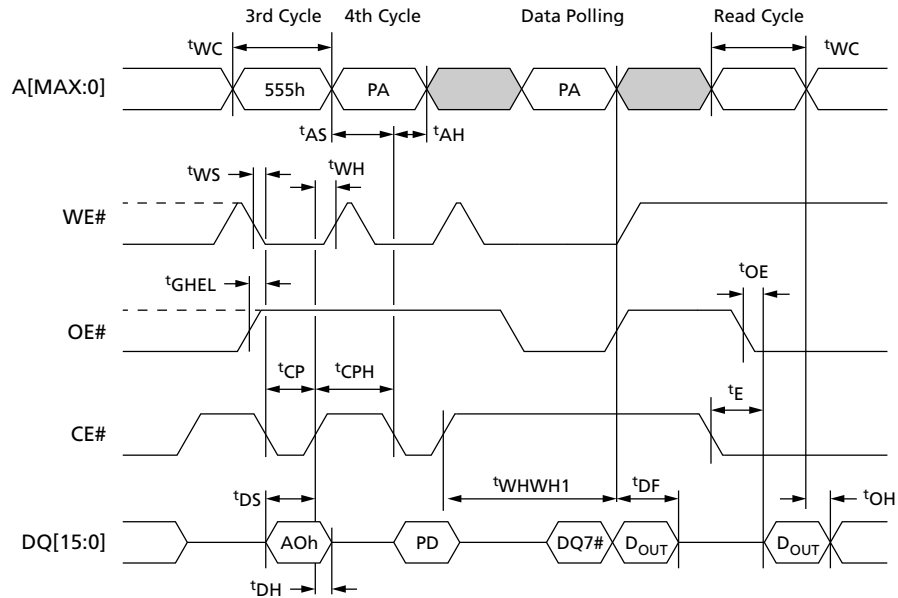 3rd Cycle 4th Cycle Data Polling Read Cycle
tWC tWC
A[MAX:0] 555h PA PA
tAS tAH
tWS tWH
WE#
tGHEL tOE
OE#
tCP tCPH
tE
CE#
tWHWH1
tDS tDF tOH
DQ[15:0] AOh PD DQ7# DOUT DOUT
tDH